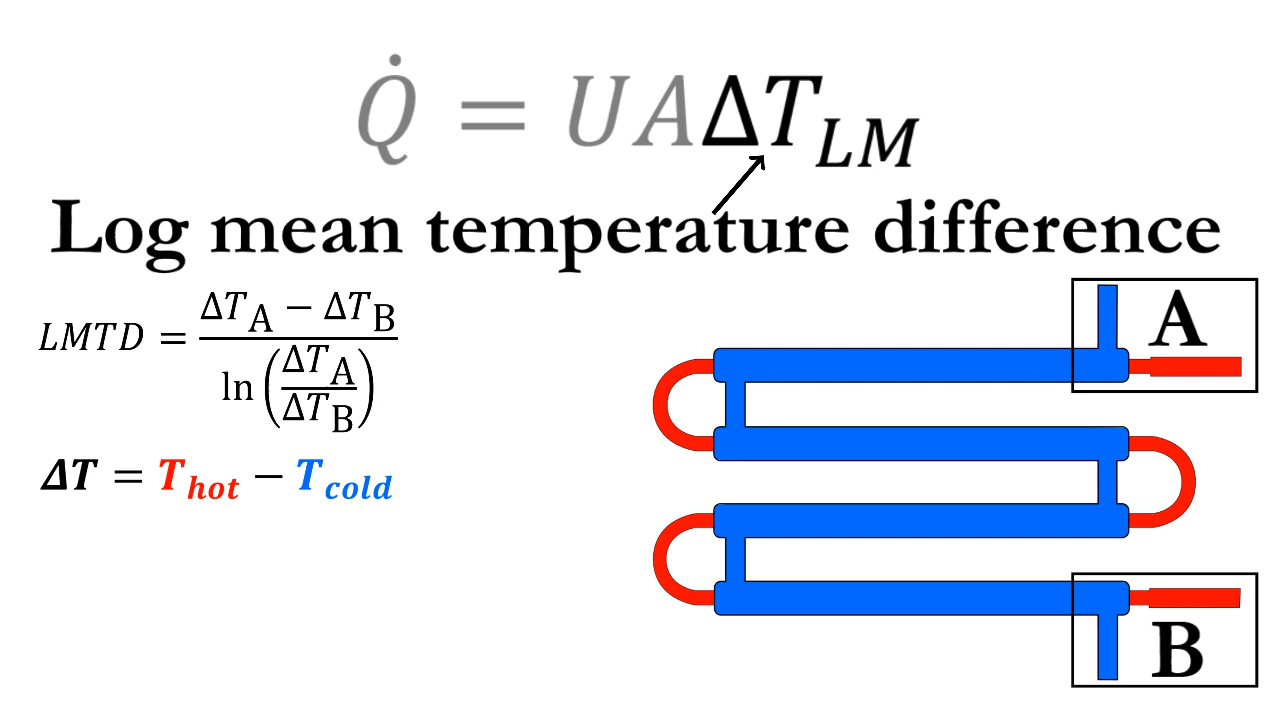 Q̇ = UAΔT_LM
Log mean temperature difference
LMTD = (ΔT_A − ΔT_B) / ln(ΔT_A / ΔT_B)
ΔT = T_hot − T_cold
A
B